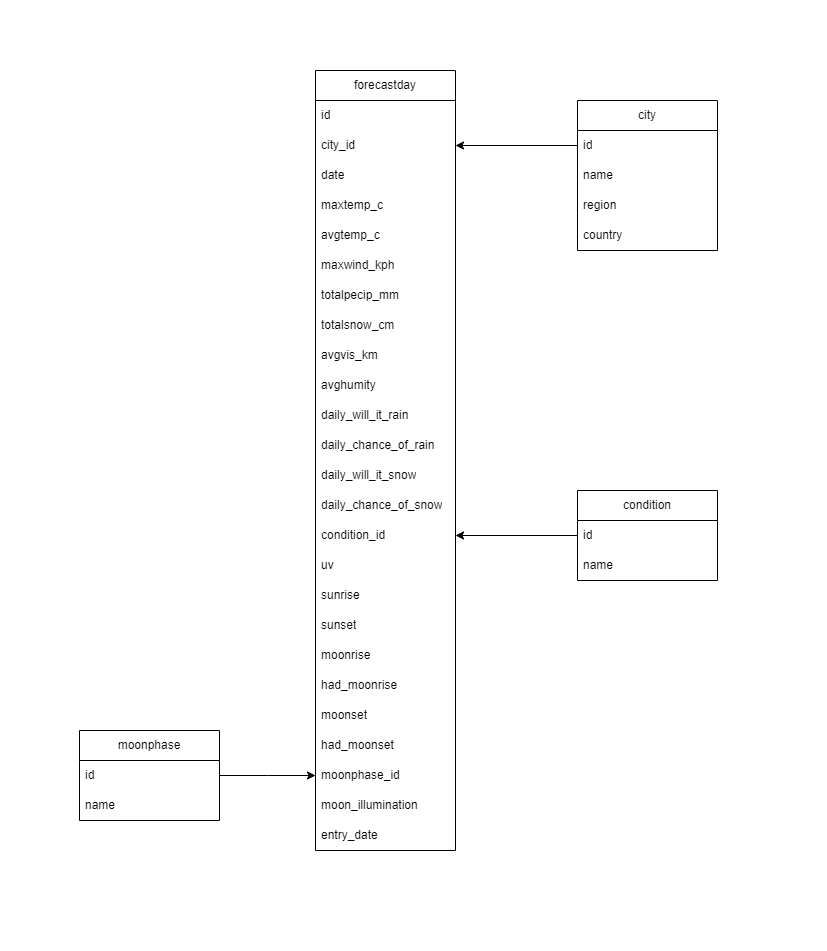 forecastday
id
city_id
date
maxtemp_c
avgtemp_c
maxwind_kph
totalpecip_mm
totalsnow_cm
avgvis_km
avghumity
daily_will_it_rain
daily_chance_of_rain
daily_will_it_snow
daily_chance_of_snow
condition_id
uv
sunrise
sunset
moonrise
had_moonrise
moonset
had_moonset
moonphase_id
moon_illumination
entry_date
city
id
name
region
country
condition
id
name
moonphase
id
name